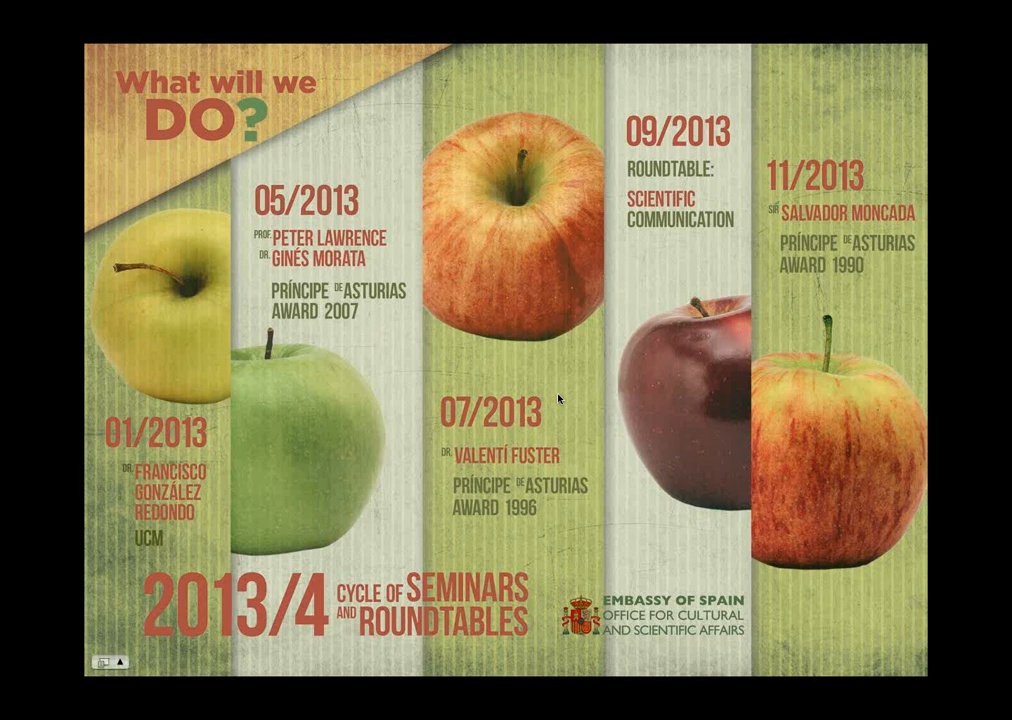 What will we
DO?
01/2013
DR. FRANCISCO
GONZÁLEZ
REDONDO
UCM
05/2013
PROF. PETER LAWRENCE
DR. GINÉS MORATA
PRÍNCIPE DE ASTURIAS
AWARD 2007
07/2013
DR. VALENTÍ FUSTER
PRÍNCIPE DE ASTURIAS
AWARD 1996
09/2013
ROUNDTABLE:
SCIENTIFIC
COMMUNICATION
11/2013
SIR SALVADOR MONCADA
PRÍNCIPE DE ASTURIAS
AWARD 1990
2013/4 CYCLE OF SEMINARS
AND ROUNDTABLES
EMBASSY OF SPAIN
OFFICE FOR CULTURAL
AND SCIENTIFIC AFFAIRS